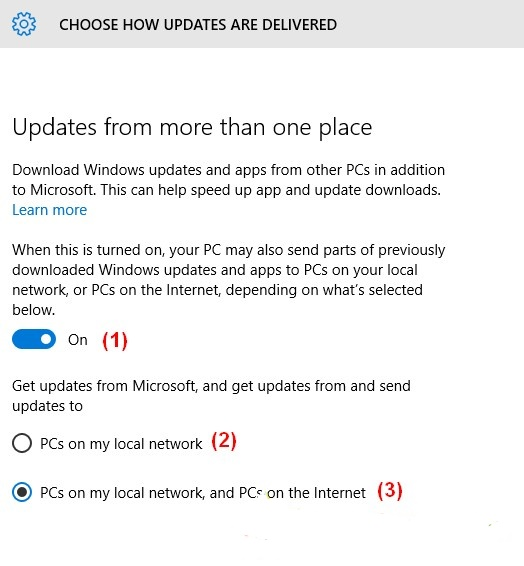 CHOOSE HOW UPDATES ARE DELIVERED
Updates from more than one place
Download Windows updates and apps from other PCs in addition
to Microsoft. This can help speed up app and update downloads.
Learn more
When this is turned on, your PC may also send parts of previously
downloaded Windows updates and apps to PCs on your local
network, or PCs on the Internet, depending on what's selected
below.
On (1)
Get updates from Microsoft, and get updates from and send
updates to
PCs on my local network (2)
PCs on my local network, and PCs on the Internet (3)